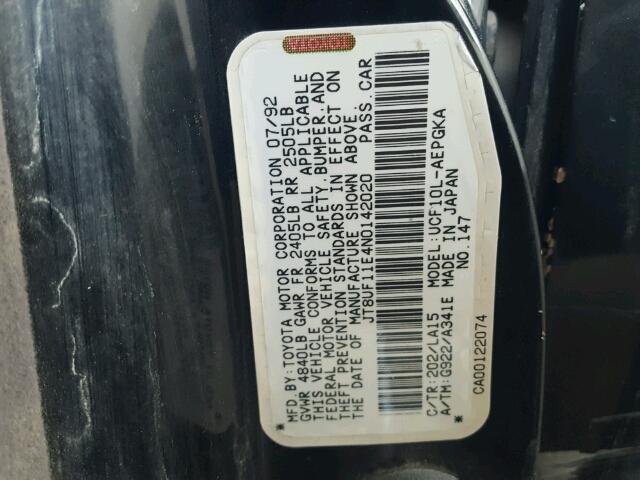 MFD.BY:TOYOTA MOTOR CORPORATION 07/92
GVWR 4840LB GAWR FR 2405LB RR 2505LB
THIS VEHICLE CONFORMS TO ALL APPLICABLE
FEDERAL MOTOR VEHICLE SAFETY,BUMPER,AND
THEFT PREVENTION STANDARDS IN EFFECT ON
THE DATE OF MANUFACTURE SHOWN ABOVE.
JT8UF11E4N0142020 PASS.CAR
C/TR:202/LA15 MODEL:UCF10L-AEPGKA
A/TM:G922/A341E MADE IN JAPAN
NO.147
CA00122074